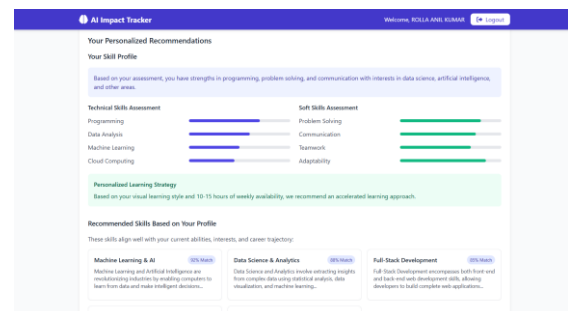 AI Impact Tracker
Welcome, ROLLA ANIL KUMAR
Logout
Your Personalized Recommendations
Your Skill Profile
Based on your assessment, you have strengths in programming, problem solving, and communication with interests in data science, artificial intelligence,
and other areas.
Technical Skills Assessment
Programming
Data Analysis
Machine Learning
Cloud Computing
Soft Skills Assessment
Problem Solving
Communication
Teamwork
Adaptability
Personalized Learning Strategy
Based on your visual learning style and 10-15 hours of weekly availability, we recommend an accelerated learning approach.
Recommended Skills Based on Your Profile
These skills align well with your current abilities, interests, and career trajectory:
Machine Learning & AI
Match
Machine Learning and Artificial Intelligence are
revolutionizing industries by enabling computers to
learn from data and make intelligent decisions...
Data Science & Analytics
Match
Data Science and Analytics involve extracting insights
from complex data using statistical analysis, data
visualization, and machine learning...
Full-Stack Development
Match
Full-Stack Development encompasses both front-end
and back-end web development skills, allowing
developers to build complete web applications...